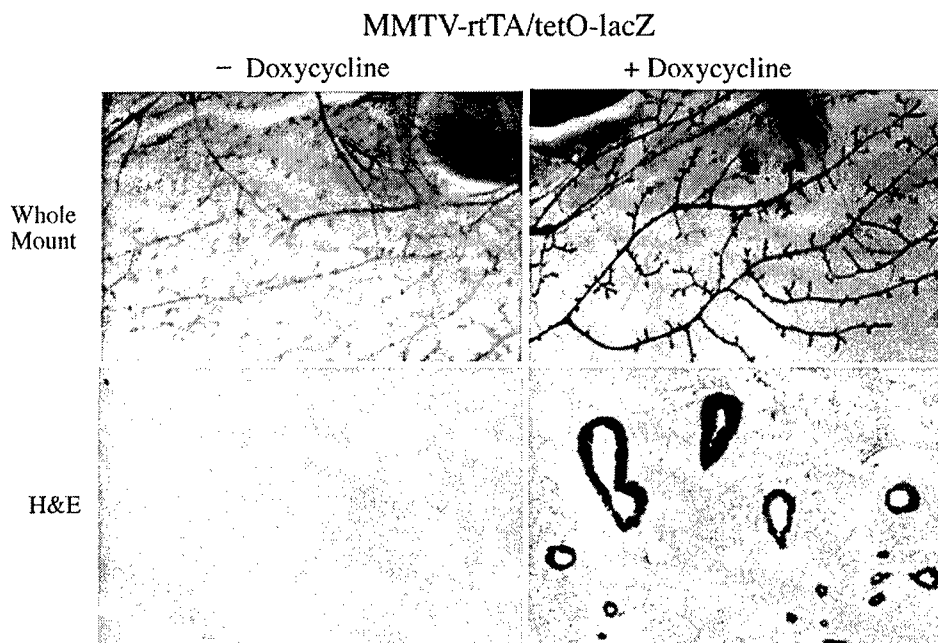 MMTV-rtTA/tetO-lacZ
− Doxycycline
+ Doxycycline
Whole
Mount
H&E